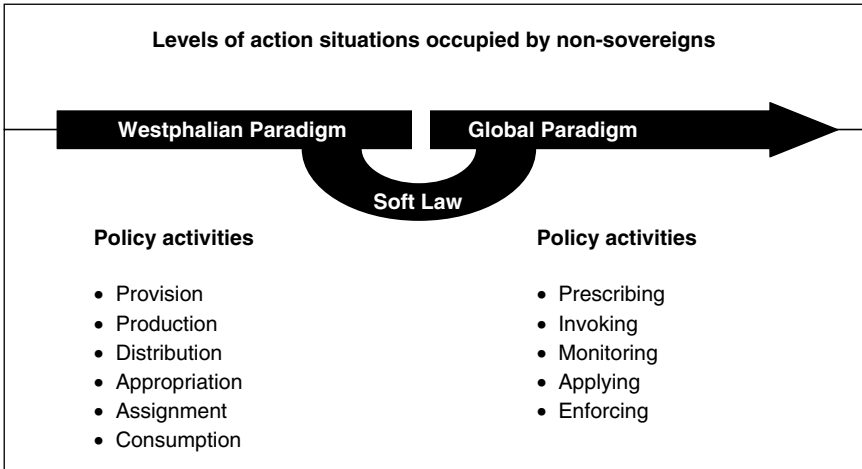 Levels of action situations occupied by non-sovereigns
Westphalian Paradigm
Global Paradigm
Soft Law
Policy activities
• Provision
• Production
• Distribution
• Appropriation
• Assignment
• Consumption
Policy activities
• Prescribing
• Invoking
• Monitoring
• Applying
• Enforcing